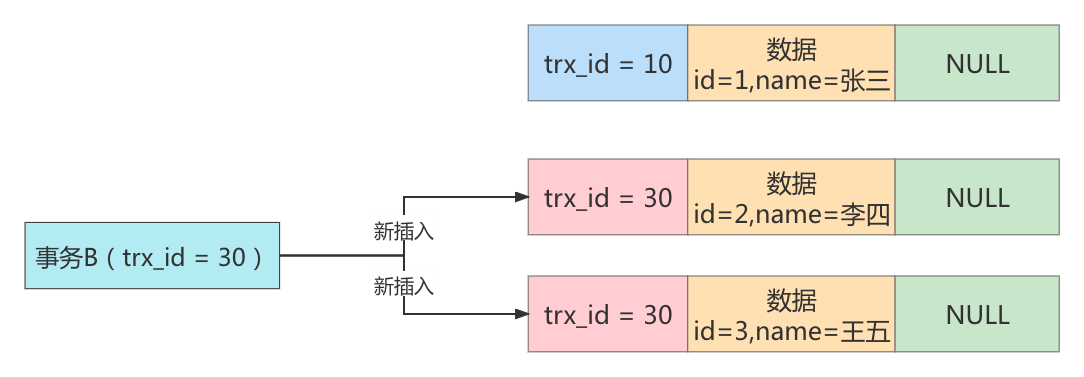 trx_id = 10
数据
id=1,name=张三
NULL
trx_id = 30
数据
id=2,name=李四
NULL
新插入
事务B（trx_id = 30）
新插入
trx_id = 30
数据
id=3,name=王五
NULL